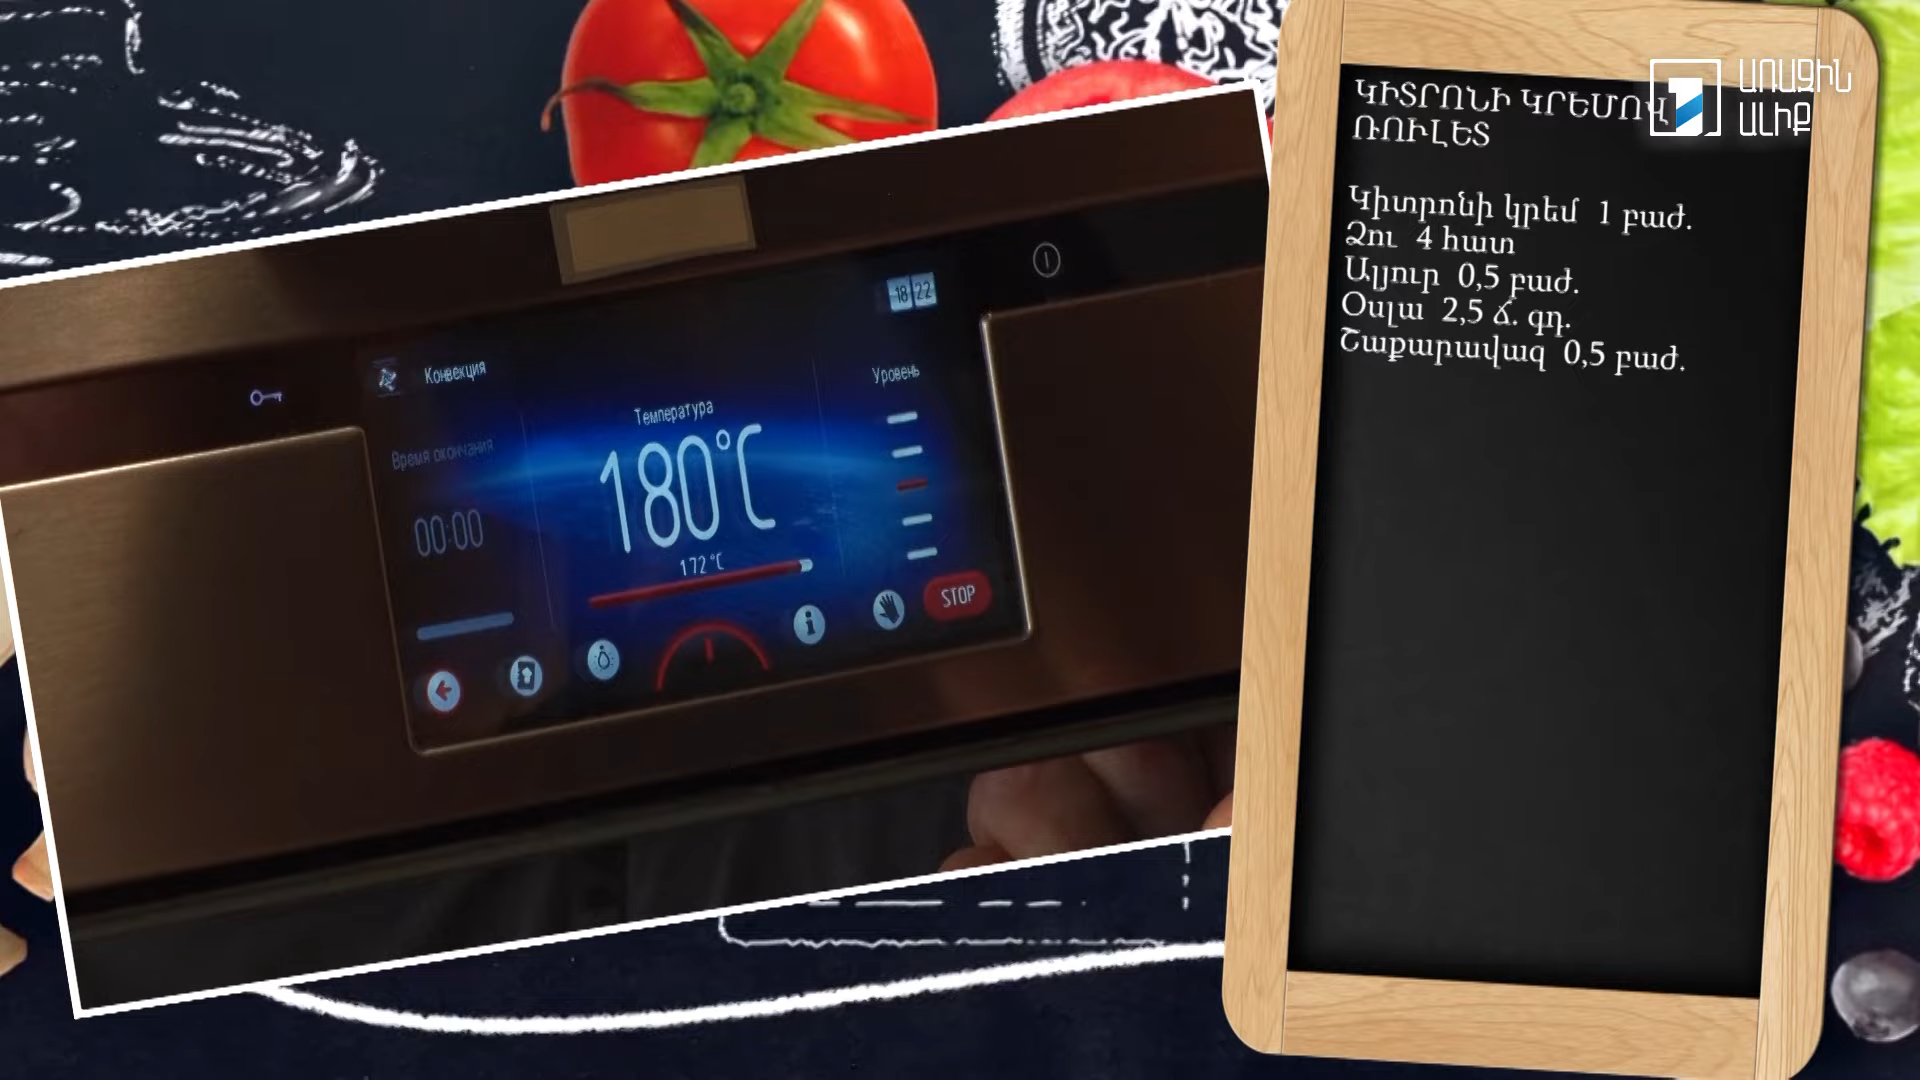 ԱՌԱՋԻՆ
ԱԼԻՔ
ԿԻՏՐՈՆԻ ԿՐԵՄՈՎ
ՌՈՒԼԵՏ
Կիտրոնի կրեմ 1 բաժ.
Ձու 4 հատ
Ալյուր 0,5 բաժ.
Օսլա 2,5 ճ. գդ.
Շաքարավազ 0,5 բաժ.
18 22
Конвекция
Температура
Уровень
Время окончания
180°C
00:00
172°C
STOP